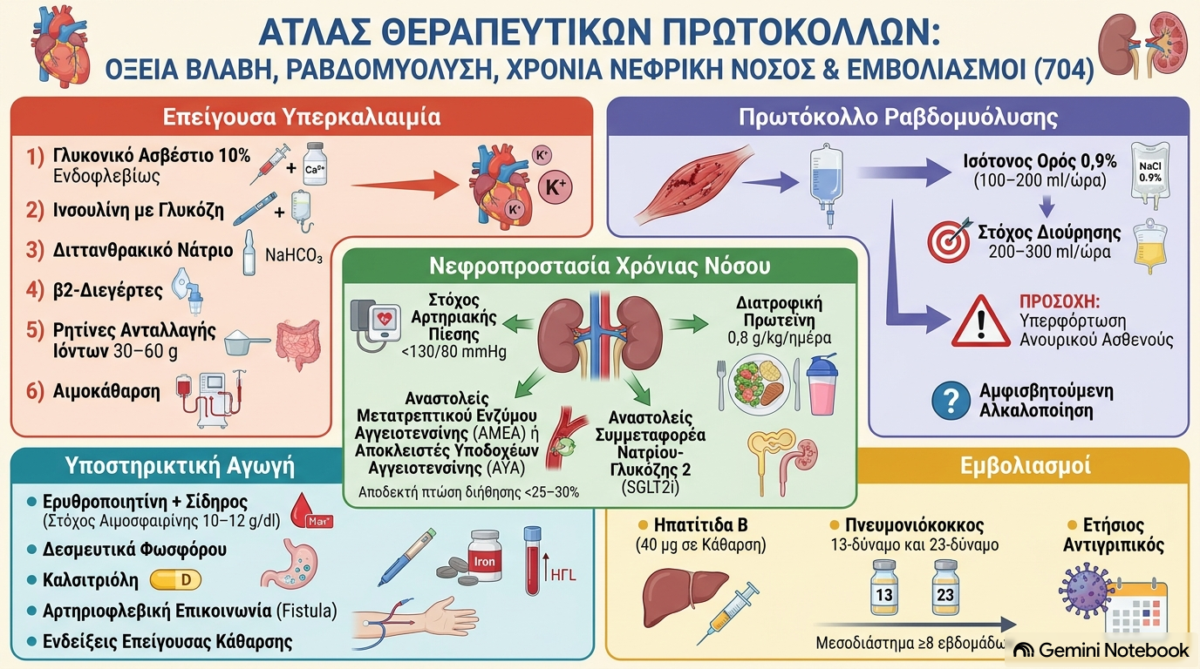 ΑΤΛΑΣ ΘΕΡΑΠΕΥΤΙΚΩΝ ΠΡΩΤΟΚΟΛΛΩΝ:
ΟΞΕΙΑ ΒΛΑΒΗ, ΡΑΒΔΟΜΥΟΛΥΣΗ, ΧΡΟΝΙΑ ΝΕΦΡΙΚΗ ΝΟΣΟΣ & ΕΜΒΟΛΙΑΣΜΟΙ (704)
Επείγουσα Υπερκαλιαιμία
1) Γλυκονικό Ασβέστιο 10%
Ενδοφλεβίως
+
Ca²⁺
K⁺
K⁺
K⁺
2) Ινσουλίνη με Γλυκόζη
+
3) Διττανθρακικό Νάτριο
NaHCO₃
4) β2-Διεγέρτες
5) Ρητίνες Ανταλλαγής
Ιόντων 30–60 g
6) Αιμοκάθαρση
Πρωτόκολλο Ραβδομυόλυσης
Ισότονος Ορός 0,9%
(100–200 ml/ώρα)
NaCl
0.9%
Στόχος Διούρησης
200–300 ml/ώρα
ΠΡΟΣΟΧΗ:
Υπερφόρτωση
Ανουρικού Ασθενούς
?
Αμφισβητούμενη
Αλκαλοποίηση
Νεφροπροστασία Χρόνιας Νόσου
Στόχος
Αρτηριακής
Πίεσης
<130/80 mmHg
Διατροφική
Πρωτεΐνη
0,8 g/kg/ημέρα
Αναστολείς
Μετατρεπτικού Ενζύμου
Αγγειοτενσίνης (ΑΜΕΑ) ή
Αποκλειστές Υποδοχέων
Αγγειοτενσίνης (ΑΥΑ)
Αποδεκτή πτώση διήθησης <25–30%
Αναστολείς
Συμμεταφορέα
Νατρίου-
Γλυκόζης 2
(SGLT2i)
Υποστηρικτική Αγωγή
• Ερυθροποιητίνη + Σίδηρος
(Στόχος Αιμοσφαιρίνης 10–12 g/dl)
• Δεσμευτικά Φωσφόρου
• Καλσιτριόλη
D
• Αρτηριοφλεβική Επικοινωνία (Fistula)
• Ενδείξεις Επείγουσας Κάθαρσης
Iron
HΓL
Εμβολιασμοί
• Ηπατίτιδα Β
(40 μg σε Κάθαρση)
• Πνευμονιόκοκκος
13-δύναμο και 23-δύναμο
13
23
Μεσοδιάστημα ≥8 εβδομάδω
• Ετήσιος
Αντιγριπικός
Gemini Notebook